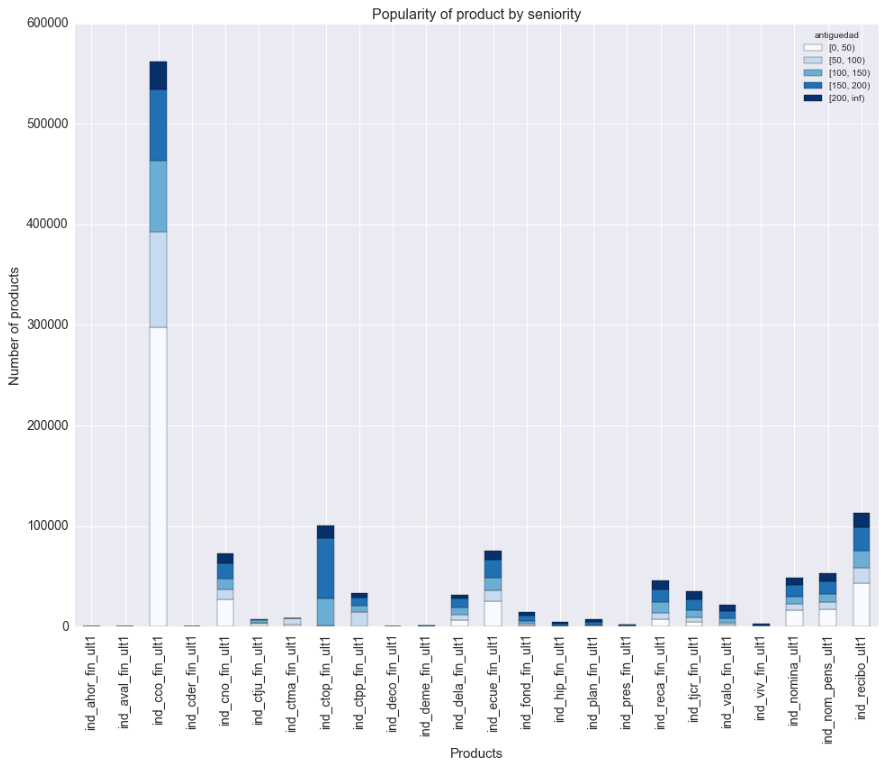 Popularity of product by seniority
antiguedad
[0, 50)
[50, 100)
[100, 150)
[150, 200)
[200, inf)
600000
500000
400000
300000
200000
100000
0
Number of products
ind_ahor_fin_ult1
ind_aval_fin_ult1
ind_cco_fin_ult1
ind_cder_fin_ult1
ind_cno_fin_ult1
ind_ctju_fin_ult1
ind_ctma_fin_ult1
ind_ctop_fin_ult1
ind_ctpp_fin_ult1
ind_deco_fin_ult1
ind_deme_fin_ult1
ind_dela_fin_ult1
ind_ecue_fin_ult1
ind_fond_fin_ult1
ind_hip_fin_ult1
ind_plan_fin_ult1
ind_pres_fin_ult1
ind_reca_fin_ult1
ind_tjcr_fin_ult1
ind_valo_fin_ult1
ind_viv_fin_ult1
ind_nomina_ult1
ind_nom_pens_ult1
ind_recibo_ult1
Products